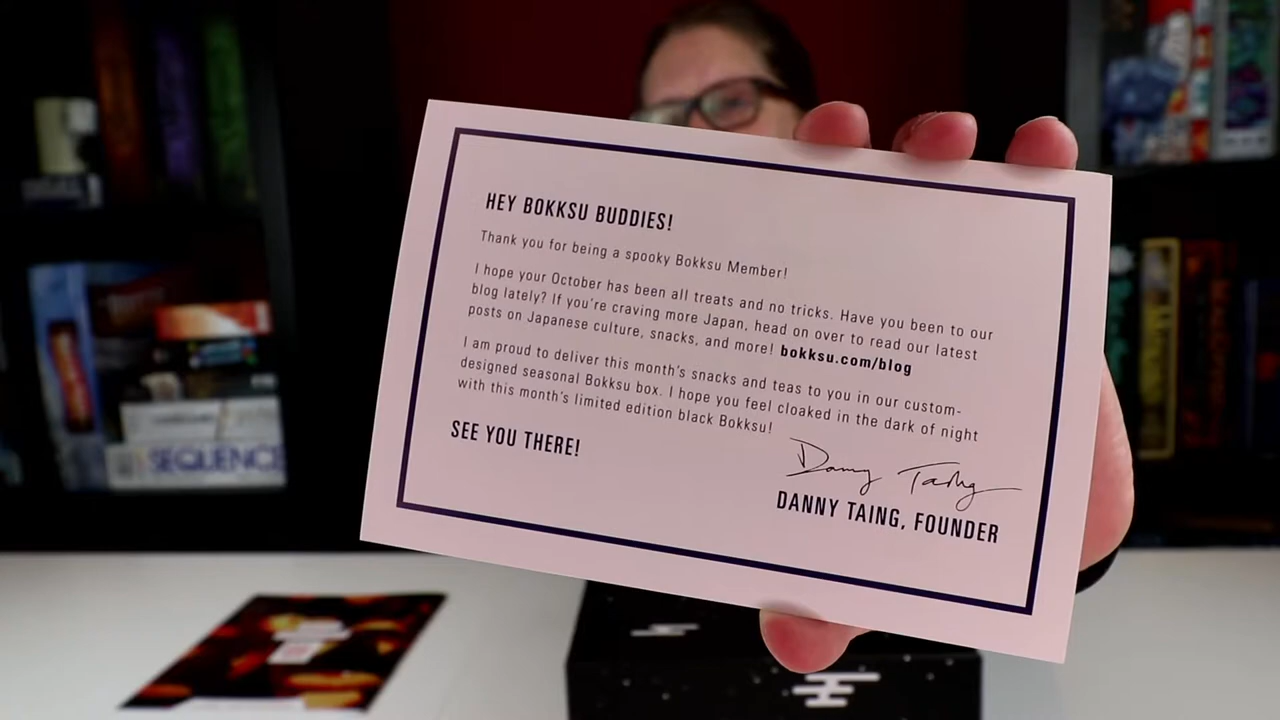 HEY BOKKSU BUDDIES!
Thank you for being a spooky Bokksu Member!
I hope your October has been all treats and no tricks. Have you been to our
blog lately? If you're craving more Japan, head on over to read our latest
posts on Japanese culture, snacks, and more! bokksu.com/blog
I am proud to deliver this month's snacks and teas to you in our custom-
designed seasonal Bokksu box. I hope you feel cloaked in the dark of night
with this month's limited edition black Bokksu!
SEE YOU THERE!
Danny Taing
DANNY TAING, FOUNDER
SEQUENCE